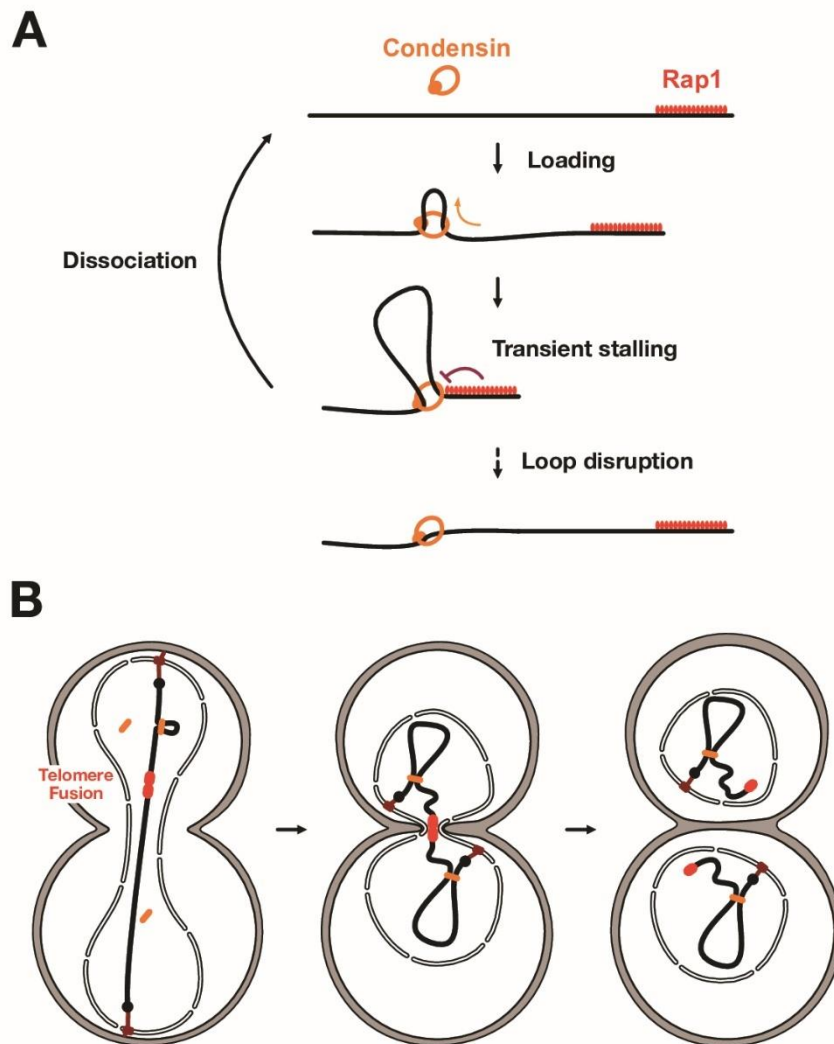 A
Condensin
Rap1
Loading
Dissociation
Transient stalling
Loop disruption
B
Telomere
Fusion